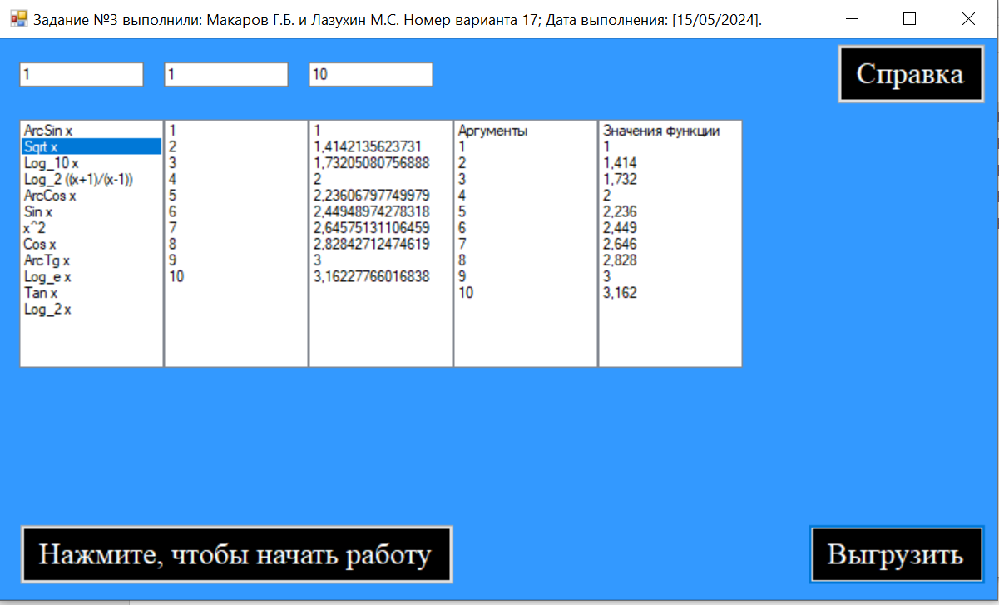 Задание №3 выполнили: Макаров Г.Б. и Лазухин М.С. Номер варианта 17; Дата выполнения: [15/05/2024].
1 1 10
Справка
ArcSin x 1 1 Аргументы Значения функции
Sqrt x 2 1,4142135623731 1 1
Log_10 x 3 1,73205080756888 2 1,414
Log_2 ((x+1)/(x-1)) 4 2 3 1,732
ArcCos x 5 2,23606797749979 4 2
Sin x 6 2,44948974278318 5 2,236
x^2 7 2,64575131106459 6 2,449
Cos x 8 2,82842712474619 7 2,646
ArcTg x 9 3 8 2,828
Log_e x 10 3,16227766016838 9 3
Tan x 10 3,162
Log_2 x
Нажмите, чтобы начать работу
Выгрузить